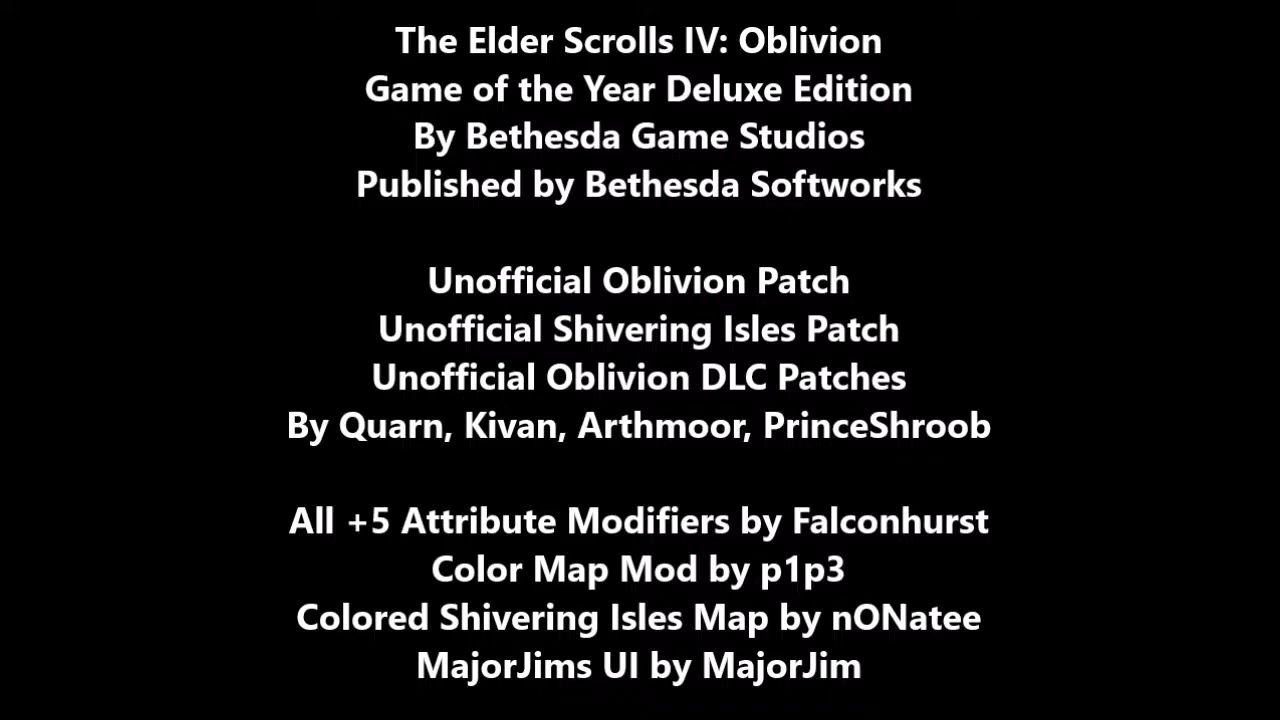 The Elder Scrolls IV: Oblivion
Game of the Year Deluxe Edition
By Bethesda Game Studios
Published by Bethesda Softworks
Unofficial Oblivion Patch
Unofficial Shivering Isles Patch
Unofficial Oblivion DLC Patches
By Quarn, Kivan, Arthmoor, PrinceShroob
All +5 Attribute Modifiers by Falconhurst
Color Map Mod by p1p3
Colored Shivering Isles Map by nONatee
MajorJims UI by MajorJim